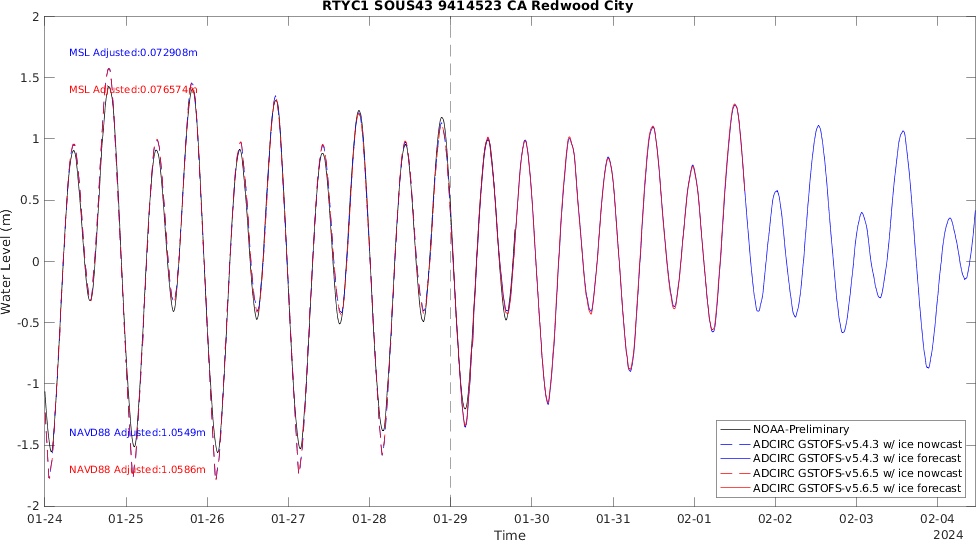 RTYC1 SOUS43 9414523 CA Redwood City
2
1.5
1
0.5
0
-0.5
-1
-1.5
-2
Water Level (m)
MSL Adjusted:0.072908m
MSL Adjusted:0.076574m
NAVD88 Adjusted:1.0549m
NAVD88 Adjusted:1.0586m
NOAA-Preliminary
ADCIRC GSTOFS-v5.4.3 w/ ice nowcast
ADCIRC GSTOFS-v5.4.3 w/ ice forecast
ADCIRC GSTOFS-v5.6.5 w/ ice nowcast
ADCIRC GSTOFS-v5.6.5 w/ ice forecast
01-24 01-25 01-26 01-27 01-28 01-29 01-30 01-31 02-01 02-02 02-03 02-04
Time
2024